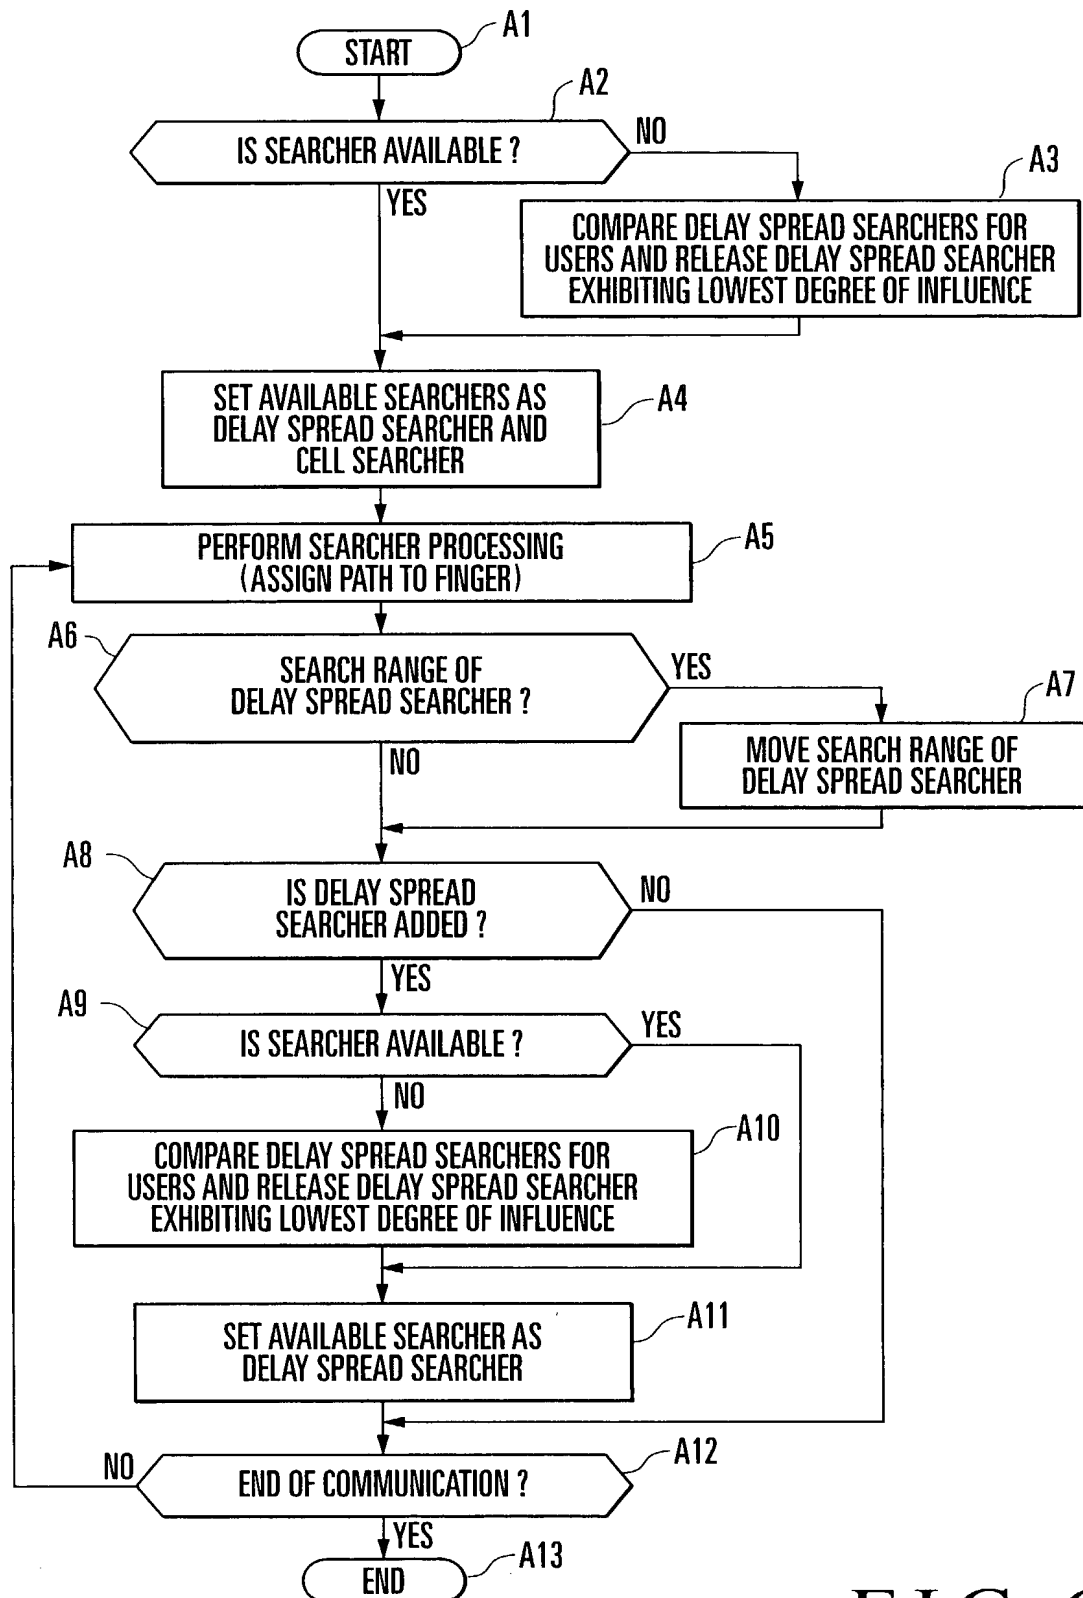 START
A1
A2
IS SEARCHER AVAILABLE ?
NO
YES
A3
COMPARE DELAY SPREAD SEARCHERS FOR
USERS AND RELEASE DELAY SPREAD SEARCHER
EXHIBITING LOWEST DEGREE OF INFLUENCE
SET AVAILABLE SEARCHERS AS
DELAY SPREAD SEARCHER AND
CELL SEARCHER
A4
PERFORM SEARCHER PROCESSING
(ASSIGN PATH TO FINGER)
A5
A6
SEARCH RANGE OF
DELAY SPREAD SEARCHER ?
YES
NO
A7
MOVE SEARCH RANGE OF
DELAY SPREAD SEARCHER
A8
IS DELAY SPREAD
SEARCHER ADDED ?
NO
YES
A9
IS SEARCHER AVAILABLE ?
YES
NO
A10
COMPARE DELAY SPREAD SEARCHERS FOR
USERS AND RELEASE DELAY SPREAD SEARCHER
EXHIBITING LOWEST DEGREE OF INFLUENCE
SET AVAILABLE SEARCHER AS
DELAY SPREAD SEARCHER
A11
NO
END OF COMMUNICATION ?
A12
YES
END
A13
FIG.